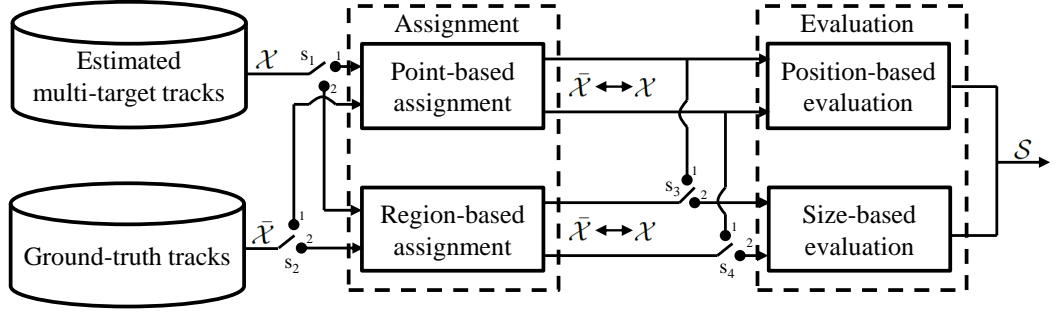 Assignment
Evaluation
Estimated
multi-target tracks
𝒳
s₁
1
2
Point-based
assignment
𝒳̄ ↔ 𝒳
Position-based
evaluation
𝒮
Ground-truth tracks
𝒳̄
1
2
s₂
Region-based
assignment
𝒳̄ ↔ 𝒳
s₃
1
2
s₄
1
2
Size-based
evaluation